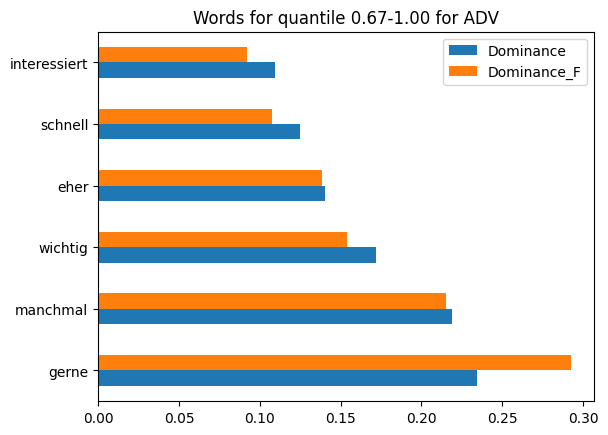 Words for quantile 0.67-1.00 for ADV
Dominance
Dominance_F
interessiert
schnell
eher
wichtig
manchmal
gerne
0.00 0.05 0.10 0.15 0.20 0.25 0.30